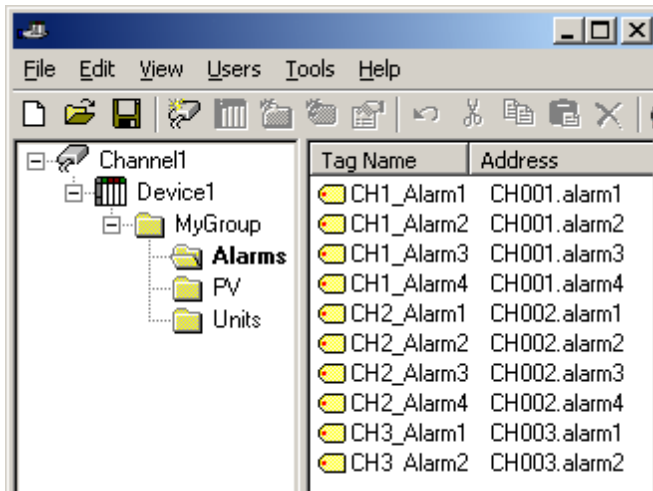 File Edit View Users Tools Help
Channel1
Device1
MyGroup
Alarms
PV
Units
Tag Name Address
CH1_Alarm1 CH001.alarm1
CH1_Alarm2 CH001.alarm2
CH1_Alarm3 CH001.alarm3
CH1_Alarm4 CH001.alarm4
CH2_Alarm1 CH002.alarm1
CH2_Alarm2 CH002.alarm2
CH2_Alarm3 CH002.alarm3
CH2_Alarm4 CH002.alarm4
CH3_Alarm1 CH003.alarm1
CH3 Alarm2 CH003.alarm2